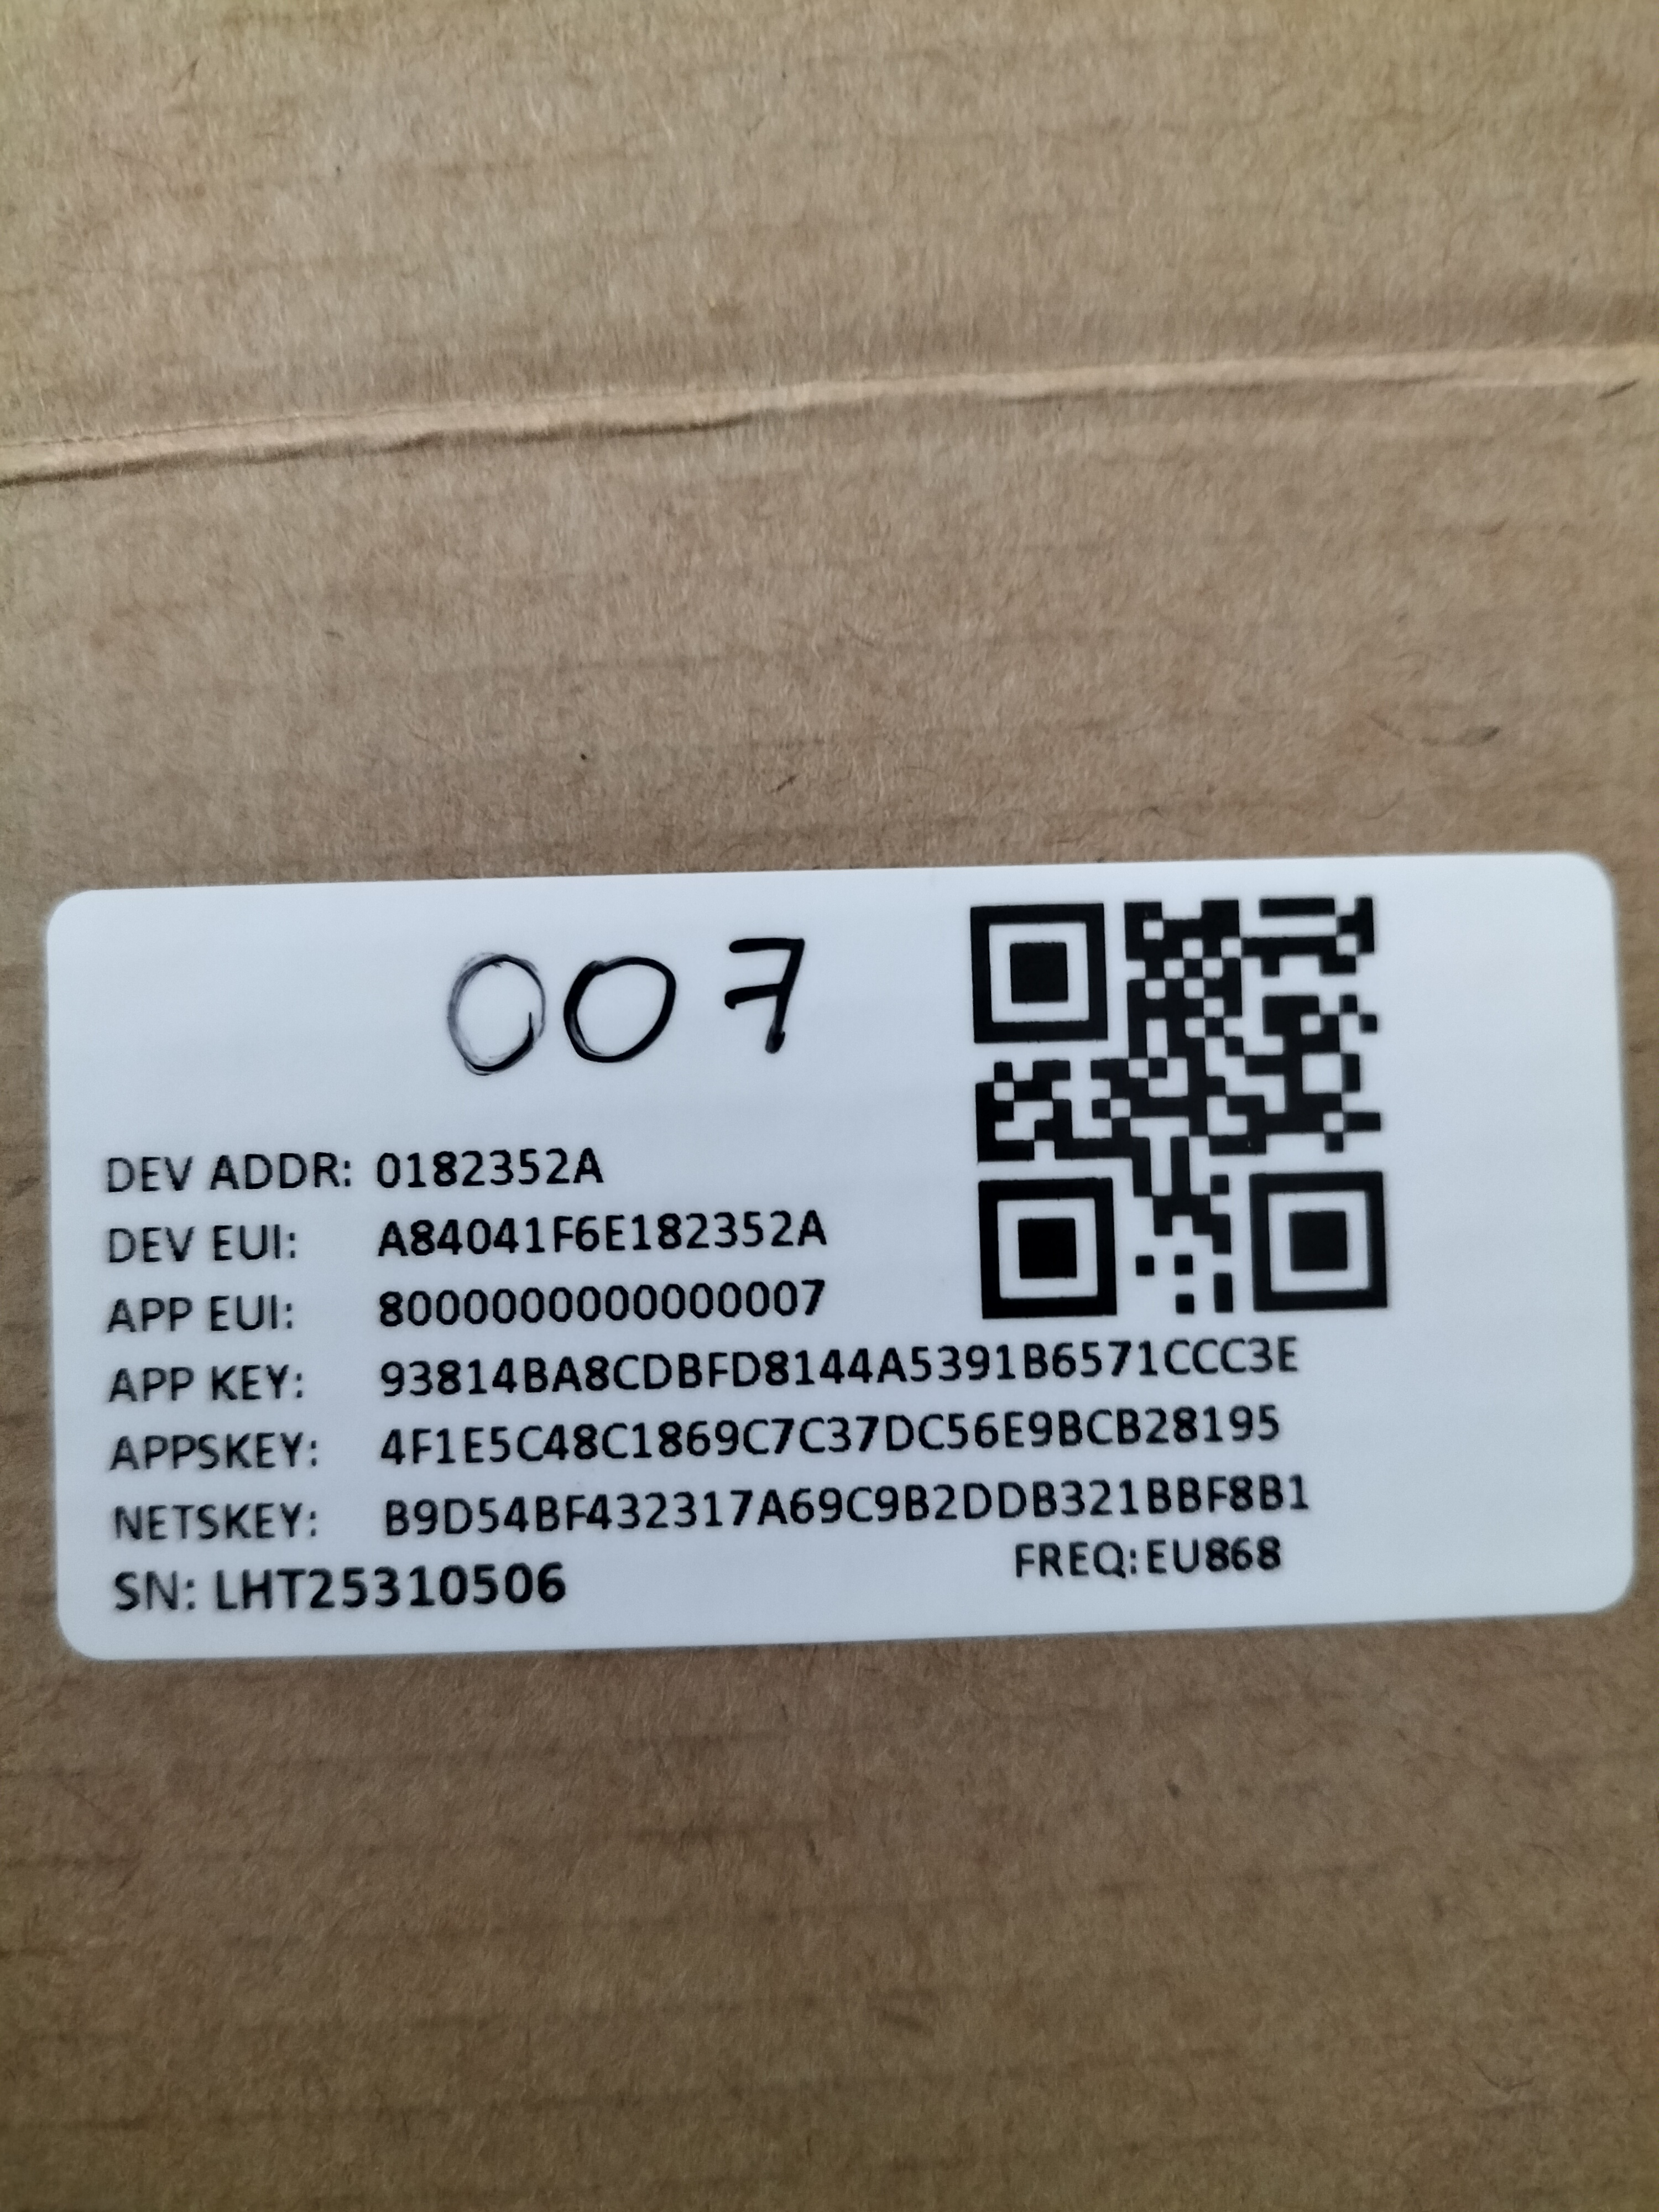 007
DEV ADDR: 0182352A
DEV EUI: A84041F6E182352A
APP EUI: 8000000000000007
APP KEY: 93814BA8CDBFD8144A5391B6571CCC3E
APPSKEY: 4F1E5C48C1869C7C37DC56E9BCB28195
NETSKEY: B9D54BF432317A69C9B2DDB321BBF8B1
FREQ:EU868
SN: LHT25310506